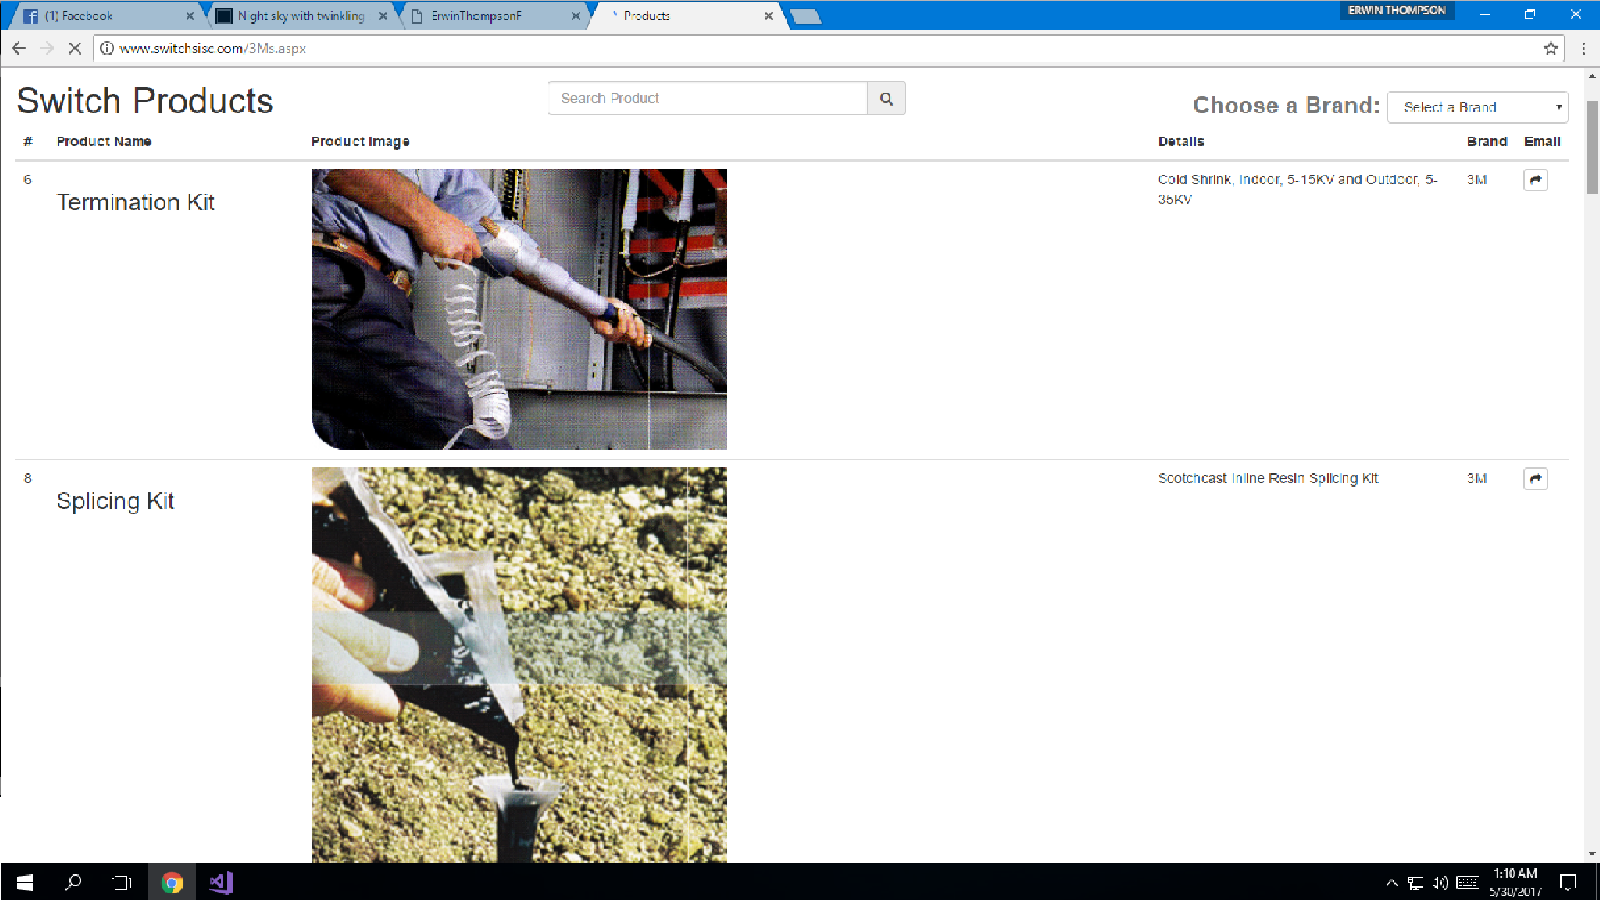 (1) Facebook
Night sky with twinkling
ErwinThompsonF
Products
ERWIN THOMPSON
www.switchsisc.com/3Ms.aspx
Switch Products
Search Product
Choose a Brand:
Select a Brand
# Product Name Product Image Details Brand Email
6 Termination Kit Cold Shrink, Indoor, 5-15KV and Outdoor, 5-
35KV 3M
8 Splicing Kit Scotchcast Inline Resin Splicing Kit 3M
1:10 AM
5/30/2017